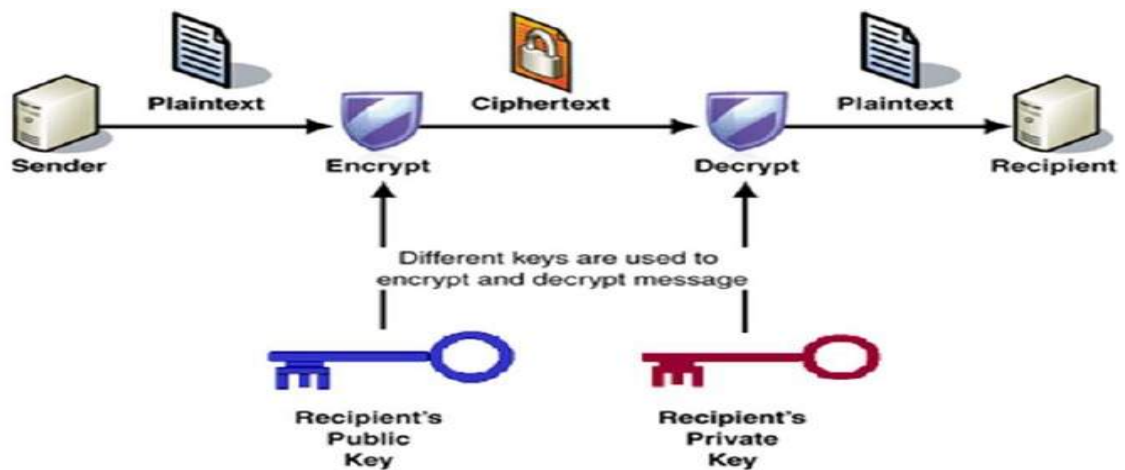 Plaintext
Ciphertext
Plaintext
Sender
Encrypt
Decrypt
Recipient
Different keys are used to
encrypt and decrypt message
Recipient's
Public
Key
Recipient's
Private
Key